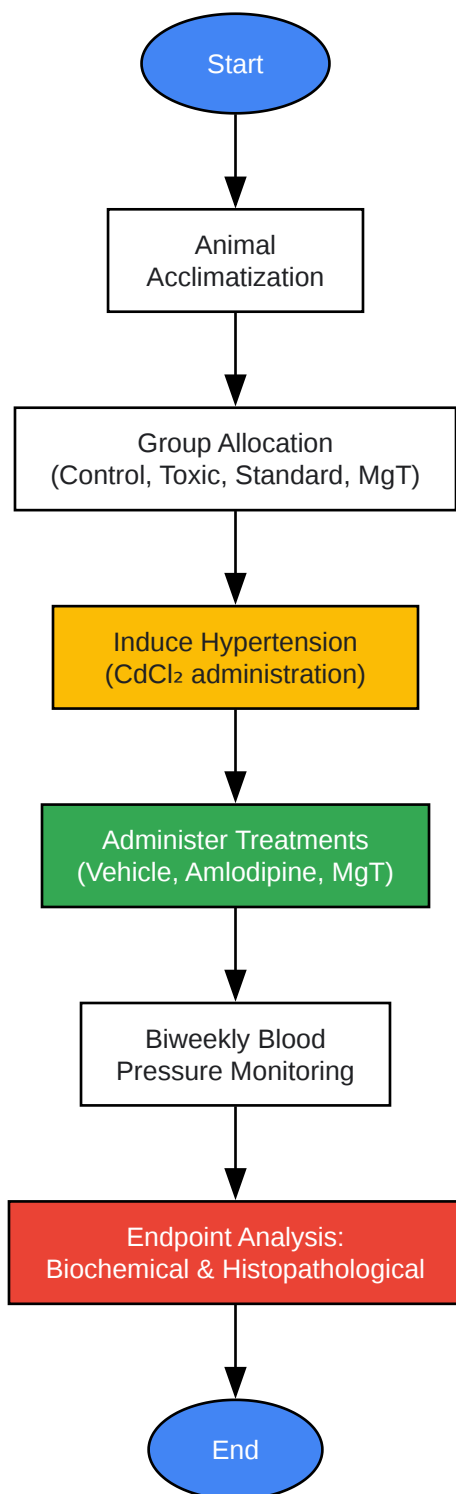 Start
Animal
Acclimatization
Group Allocation
(Control, Toxic, Standard, MgT)
Induce Hypertension
(CdCl₂ administration)
Administer Treatments
(Vehicle, Amlodipine, MgT)
Biweekly Blood
Pressure Monitoring
Endpoint Analysis:
Biochemical & Histopathological
End